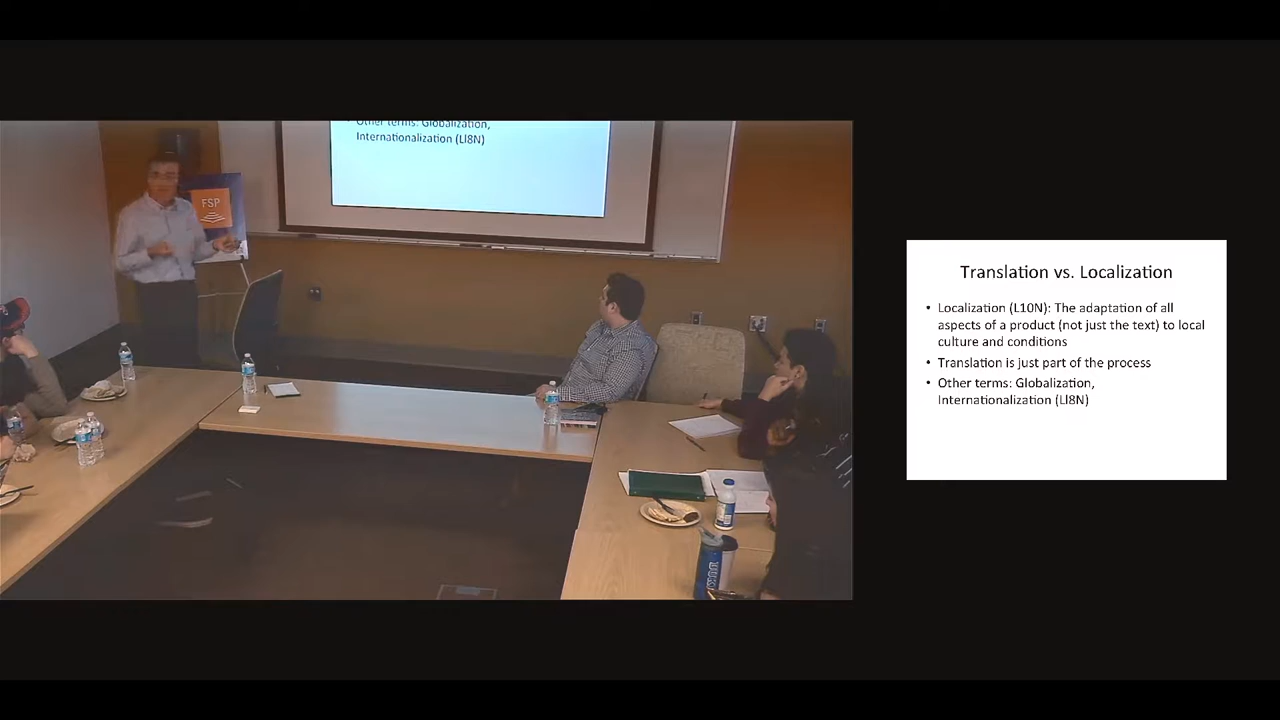 Other terms: Globalization,
Internationalization (LI8N)
FSP
Translation vs. Localization
• Localization (L10N): The adaptation of all
aspects of a product (not just the text) to local
culture and conditions
• Translation is just part of the process
• Other terms: Globalization,
Internationalization (LI8N)